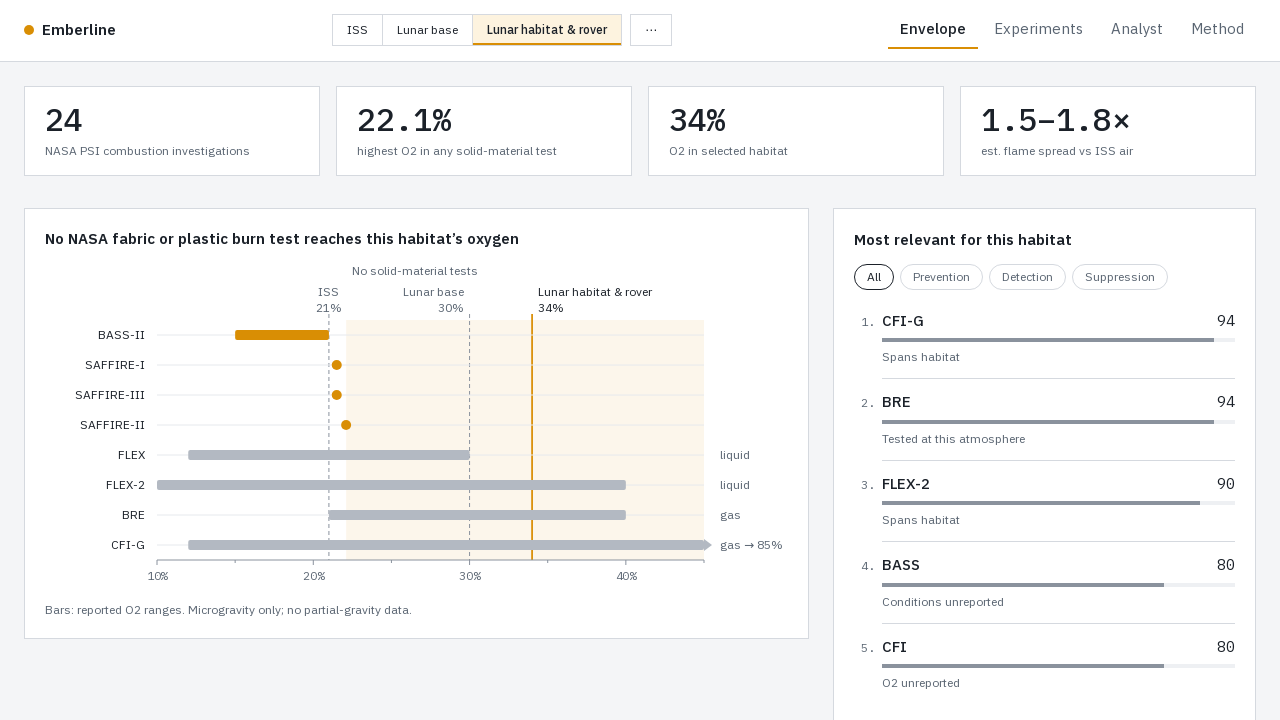 Emberline
ISS
Lunar base
Lunar habitat & rover
···
Envelope
Experiments
Analyst
Method
24
NASA PSI combustion investigations
22.1%
highest O2 in any solid-material test
34%
O2 in selected habitat
1.5–1.8×
est. flame spread vs ISS air
No NASA fabric or plastic burn test reaches this habitat’s oxygen
No solid-material tests
ISS
21%
Lunar base
30%
Lunar habitat & rover
34%
BASS-II
SAFFIRE-I
SAFFIRE-III
SAFFIRE-II
FLEX
liquid
FLEX-2
liquid
BRE
gas
CFI-G
gas → 85%
10%
20%
30%
40%
Bars: reported O2 ranges. Microgravity only; no partial-gravity data.
Most relevant for this habitat
All
Prevention
Detection
Suppression
1. CFI-G 94
Spans habitat
2. BRE 94
Tested at this atmosphere
3. FLEX-2 90
Spans habitat
4. BASS 80
Conditions unreported
5. CFI 80
O2 unreported